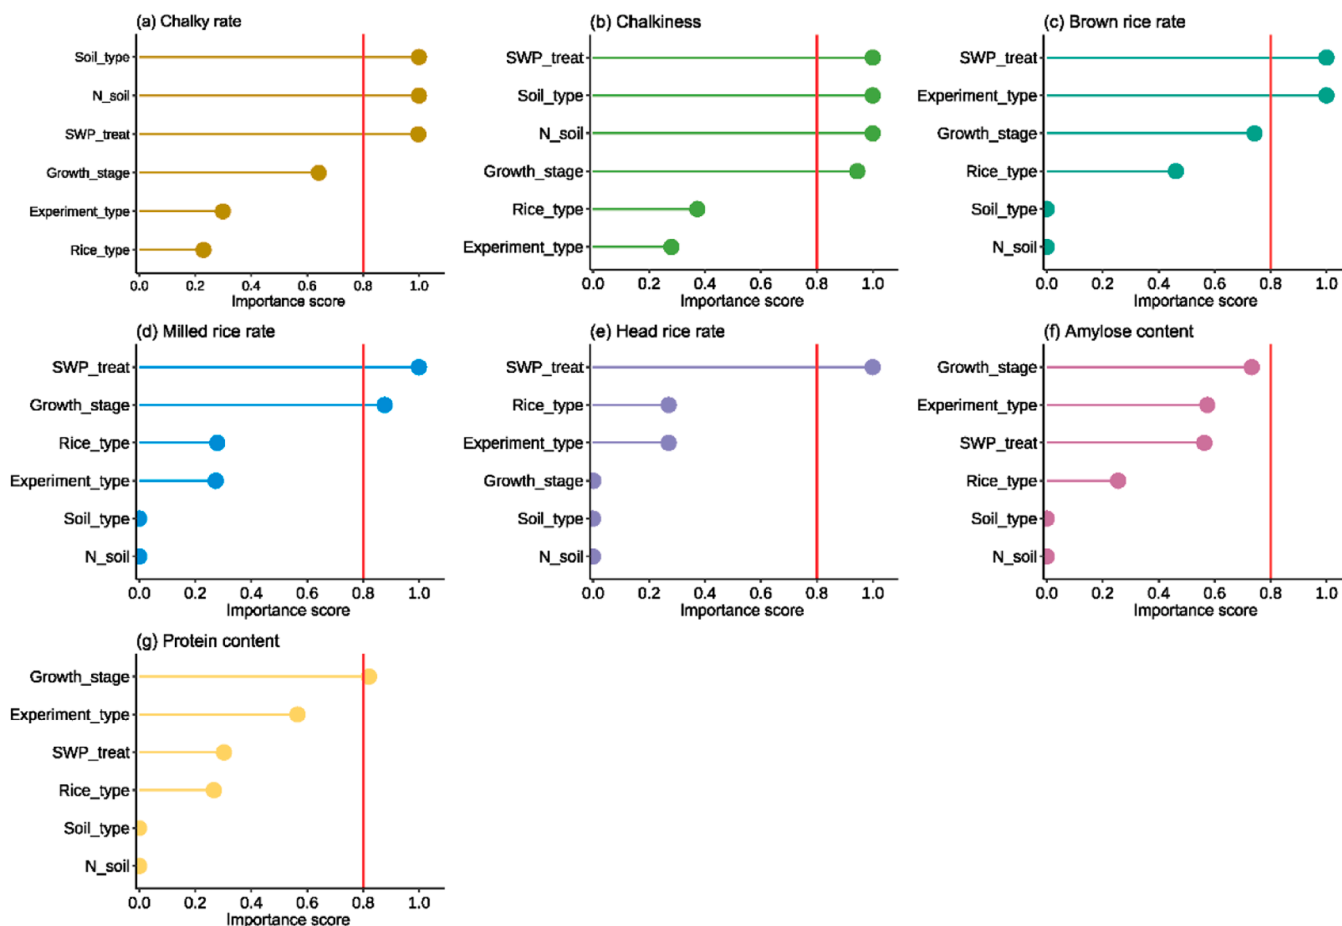 (a) Chalky rate
Soil_type
N_soil
SWP_treat
Growth_stage
Experiment_type
Rice_type
0.0 0.2 0.4 0.6 0.8 1.0
Importance score
(b) Chalkiness
SWP_treat
Soil_type
N_soil
Growth_stage
Rice_type
Experiment_type
0.0 0.2 0.4 0.6 0.8 1.0
Importance score
(c) Brown rice rate
SWP_treat
Experiment_type
Growth_stage
Rice_type
Soil_type
N_soil
0.0 0.2 0.4 0.6 0.8 1.0
Importance score
(d) Milled rice rate
SWP_treat
Growth_stage
Rice_type
Experiment_type
Soil_type
N_soil
0.0 0.2 0.4 0.6 0.8 1.0
Importance score
(e) Head rice rate
SWP_treat
Rice_type
Experiment_type
Growth_stage
Soil_type
N_soil
0.0 0.2 0.4 0.6 0.8 1.0
Importance score
(f) Amylose content
Growth_stage
Experiment_type
SWP_treat
Rice_type
Soil_type
N_soil
0.0 0.2 0.4 0.6 0.8 1.0
Importance score
(g) Protein content
Growth_stage
Experiment_type
SWP_treat
Rice_type
Soil_type
N_soil
0.0 0.2 0.4 0.6 0.8 1.0
Importance score